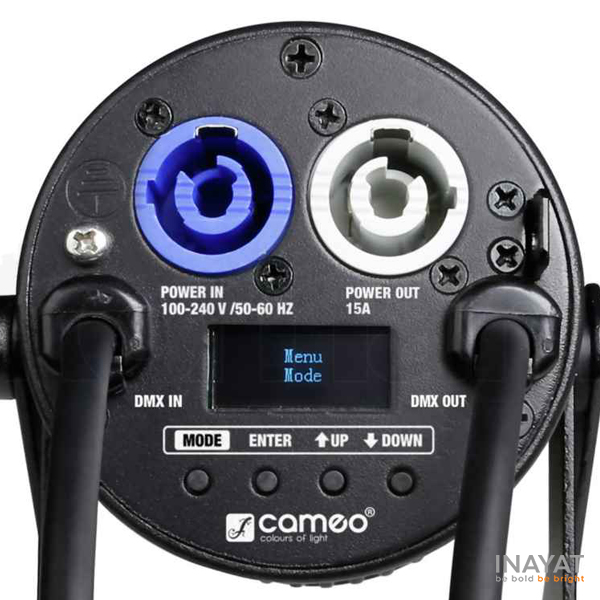 POWER IN
100-240 V /50-60 HZ
POWER OUT
15A
Menu
Mode
DMX IN
DMX OUT
MODE ENTER ↑UP ↓DOWN
cameo®
colours of light
INAYAT
be bold be bright